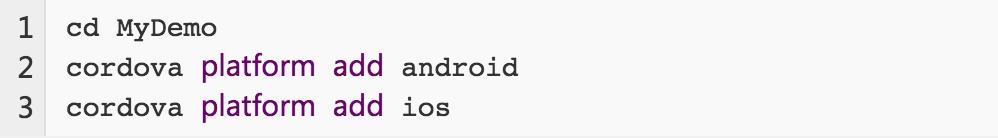 1 cd MyDemo
2 cordova platform add android
3 cordova platform add ios